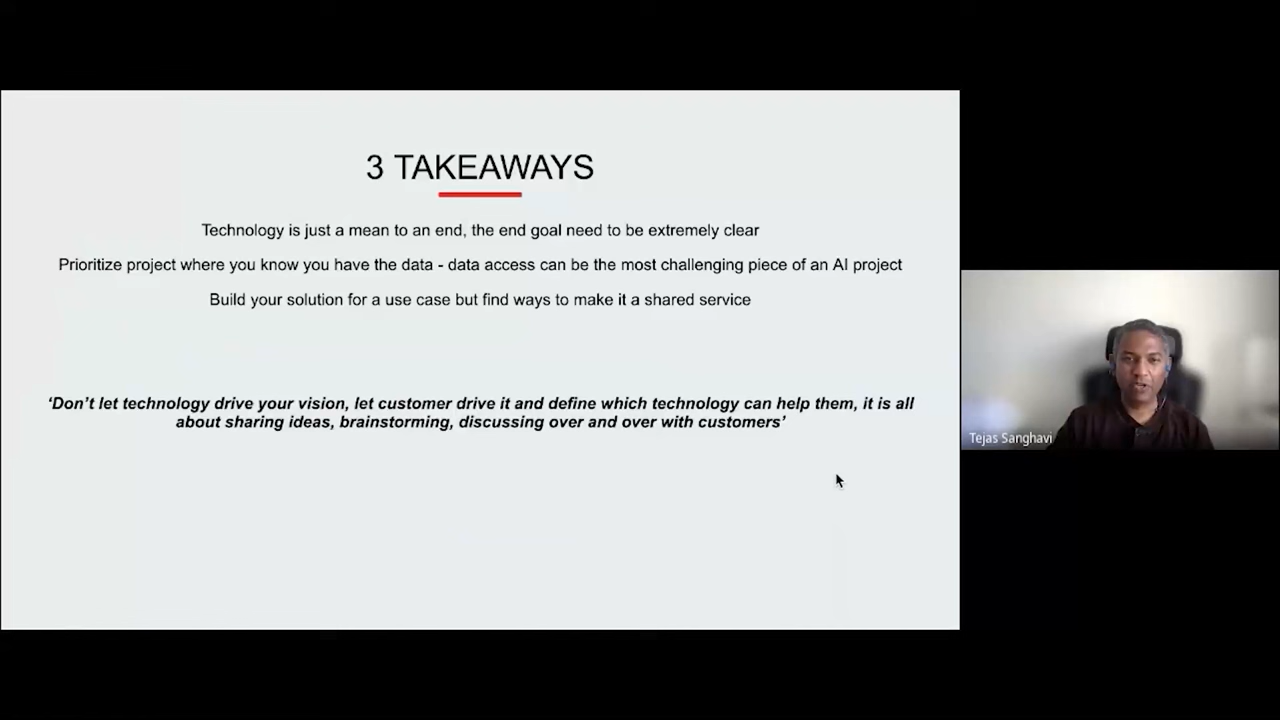 3 TAKEAWAYS
Technology is just a mean to an end, the end goal need to be extremely clear
Prioritize project where you know you have the data - data access can be the most challenging piece of an AI project
Build your solution for a use case but find ways to make it a shared service
‘Don’t let technology drive your vision, let customer drive it and define which technology can help them, it is all
about sharing ideas, brainstorming, discussing over and over with customers’
Tejas Sanghavi